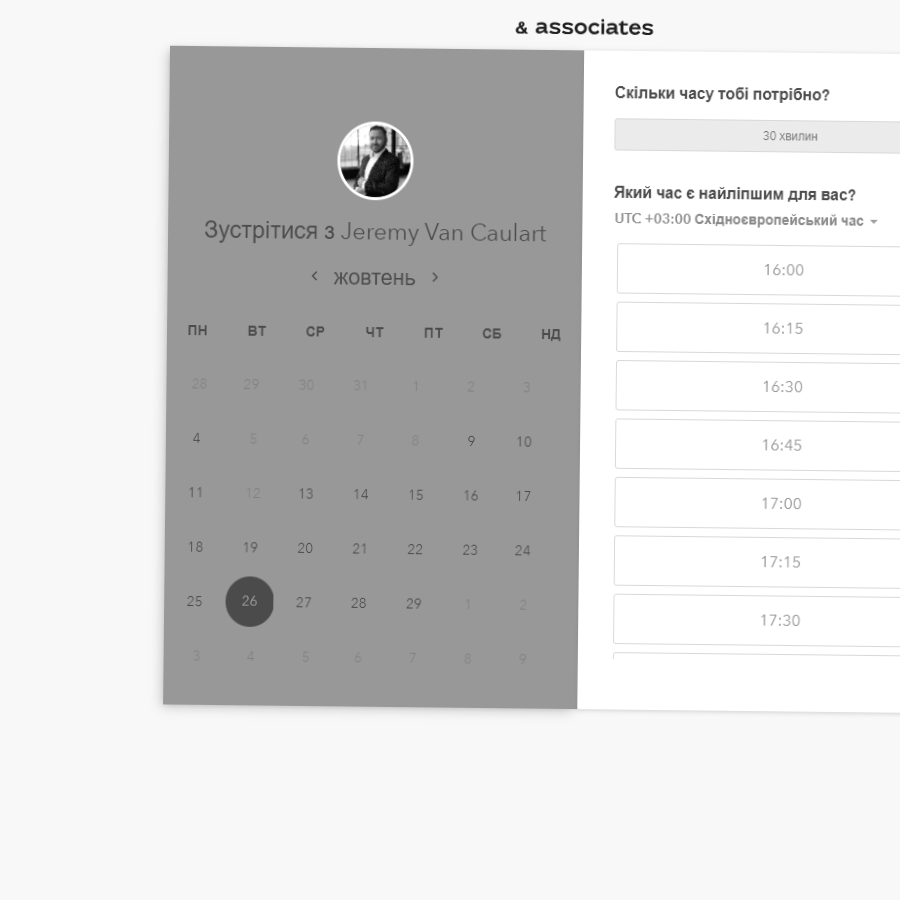 & associates
Зустрітися з Jeremy Van Caulart
жовтень
ПН ВТ СР ЧТ ПТ СБ НД
28 29 30 31 1 2 3
4 5 6 7 8 9 10
11 12 13 14 15 16 17
18 19 20 21 22 23 24
25 26 27 28 29 1 2
3 4 5 6 7 8 9
Скільки часу тобі потрібно?
30 хвилин
Який час є найліпшим для вас?
UTC +03:00 Східноєвропейський час
16:00
16:15
16:30
16:45
17:00
17:15
17:30